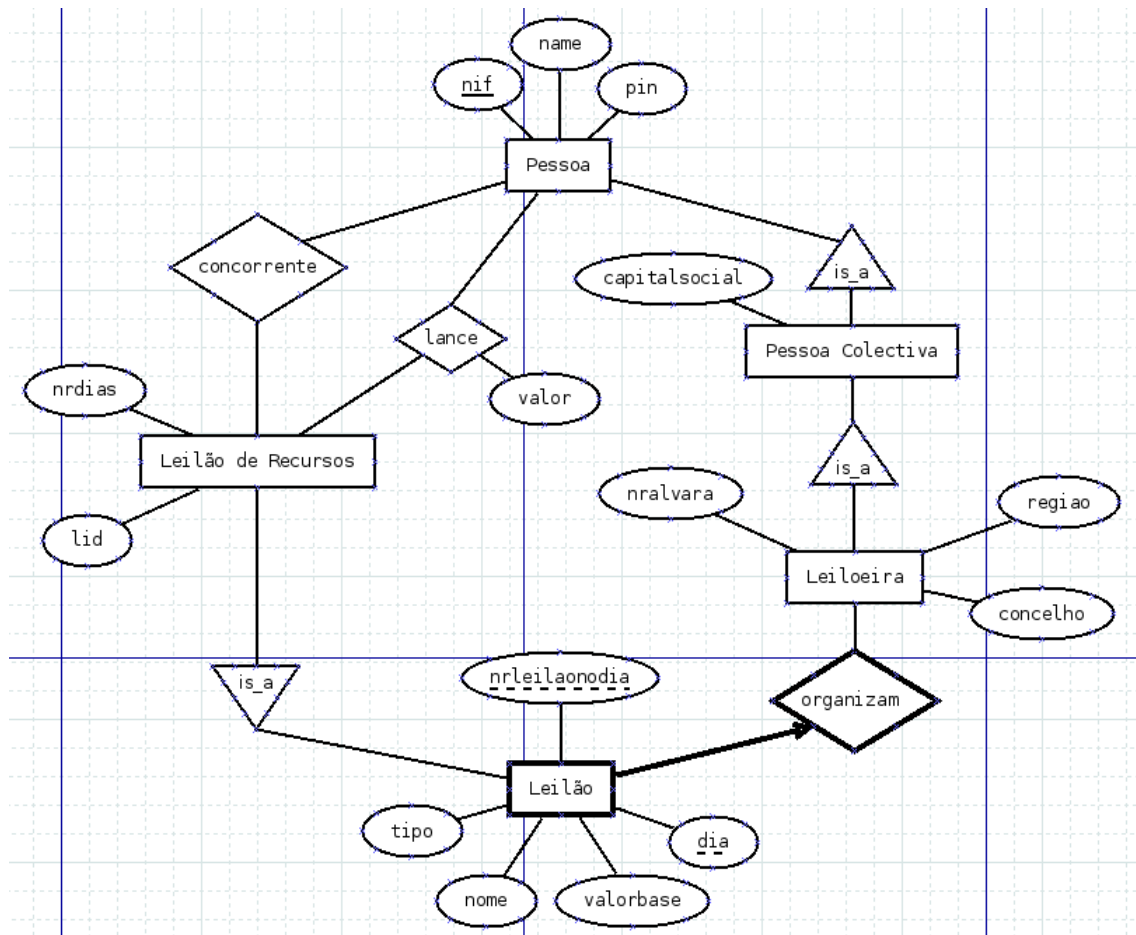 name
nif
pin
Pessoa
concorrente
is_a
capitalsocial
lance
Pessoa Colectiva
nrdias
valor
Leilão de Recursos
is_a
nralvara
regiao
lid
Leiloeira
concelho
is_a
nrleilaonodia
organizam
Leilão
tipo
dia
nome
valorbase